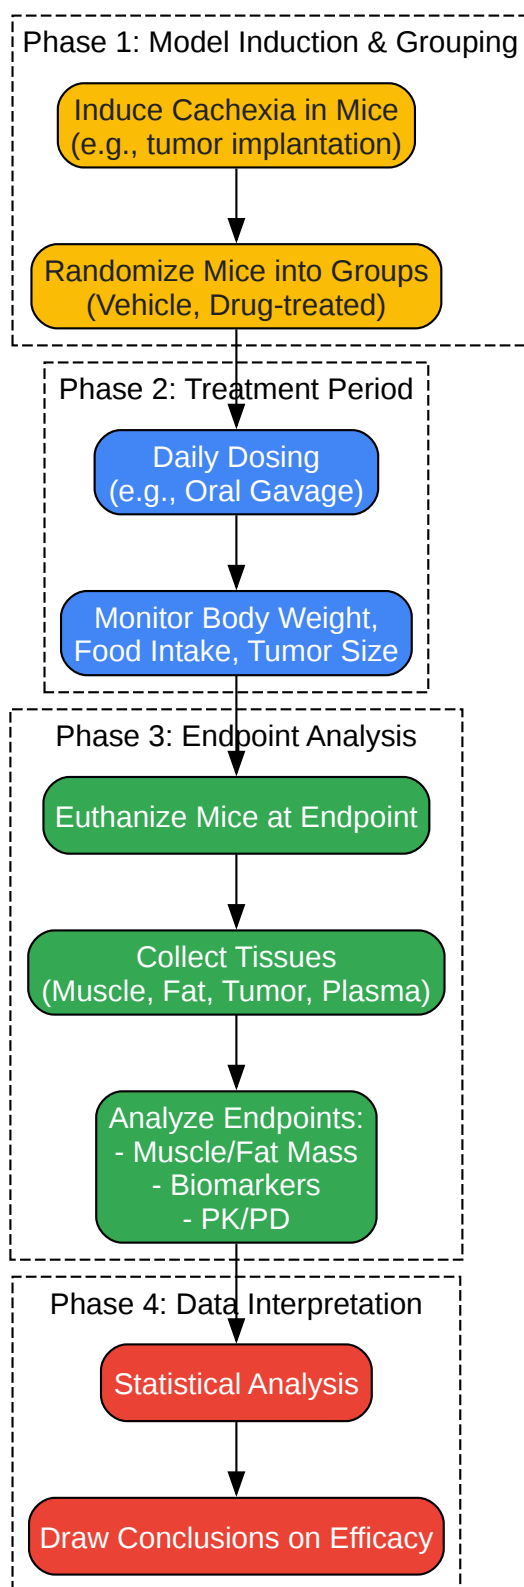 Phase 1: Model Induction & Grouping
Induce Cachexia in Mice
(e.g., tumor implantation)
Randomize Mice into Groups
(Vehicle, Drug-treated)
Phase 2: Treatment Period
Daily Dosing
(e.g., Oral Gavage)
Monitor Body Weight,
Food Intake, Tumor Size
Phase 3: Endpoint Analysis
Euthanize Mice at Endpoint
Collect Tissues
(Muscle, Fat, Tumor, Plasma)
Analyze Endpoints:
- Muscle/Fat Mass
- Biomarkers
- PK/PD
Phase 4: Data Interpretation
Statistical Analysis
Draw Conclusions on Efficacy